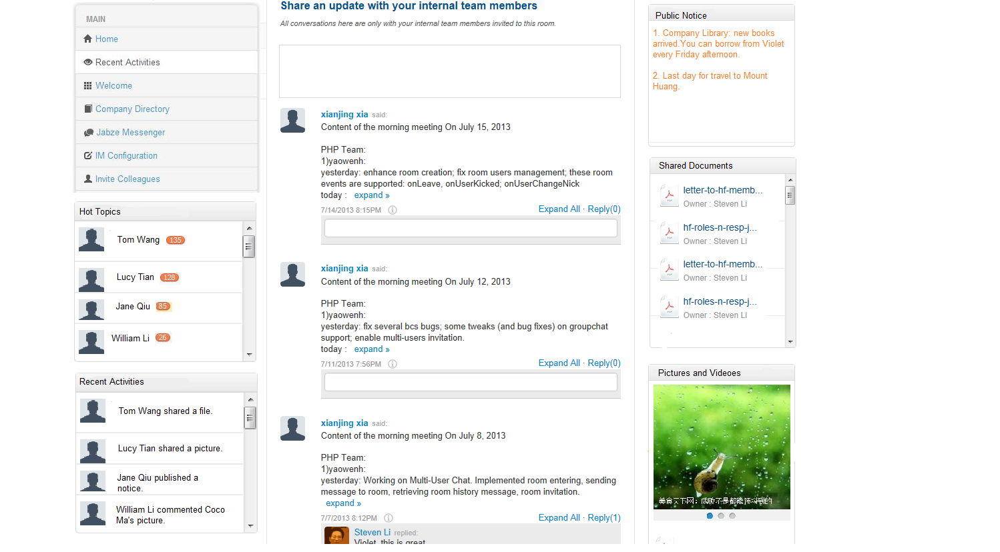 MAIN
Home
Recent Activities
Welcome
Company Directory
Jabze Messenger
IM Configuration
Invite Colleagues
Hot Topics
Tom Wang 135
Lucy Tian 128
Jane Qiu 85
William Li 26
Recent Activities
Tom Wang shared a file.
Lucy Tian shared a picture.
Jane Qiu published a
notice.
William Li commented Coco
Ma's picture.
Share an update with your internal team members
All conversations here are only with your internal team members invited to this room.
xianjing xia said:
Content of the morning meeting On July 15, 2013
PHP Team:
1)yaowenh:
yesterday: enhance room creation; fix room users management; these room
events are supported: onLeave, onUserKicked; onUserChangeNick
today : expand »
7/14/2013 8:15PM
Expand All · Reply(0)
xianjing xia said:
Content of the morning meeting On July 12, 2013
PHP Team:
1)yaowenh:
yesterday: fix several bcs bugs; some tweaks (and bug fixes) on groupchat
support; enable multi-users invitation.
today : expand »
7/11/2013 7:56PM
Expand All · Reply(0)
xianjing xia said:
Content of the morning meeting On July 8, 2013
PHP Team:
1)yaowenh:
yesterday: Working on Multi-User Chat. Implemented room entering, sending
message to room, retrieving room history message, room invitation.
expand »
7/7/2013 8:12PM
Expand All · Reply(1)
Steven Li replied:
Violet, this is great
Public Notice
1. Company Library: new books
arrived.You can borrow from Violet
every Friday afternoon.
2. Last day for travel to Mount
Huang.
Shared Documents
letter-to-hf-memb...
Owner : Steven Li
hf-roles-n-resp-j...
Owner : Steven Li
letter-to-hf-memb...
Owner : Steven Li
hf-roles-n-resp-j...
Owner : Steven Li
Pictures and Videoes
美食天下网：成败不是都能预料到的